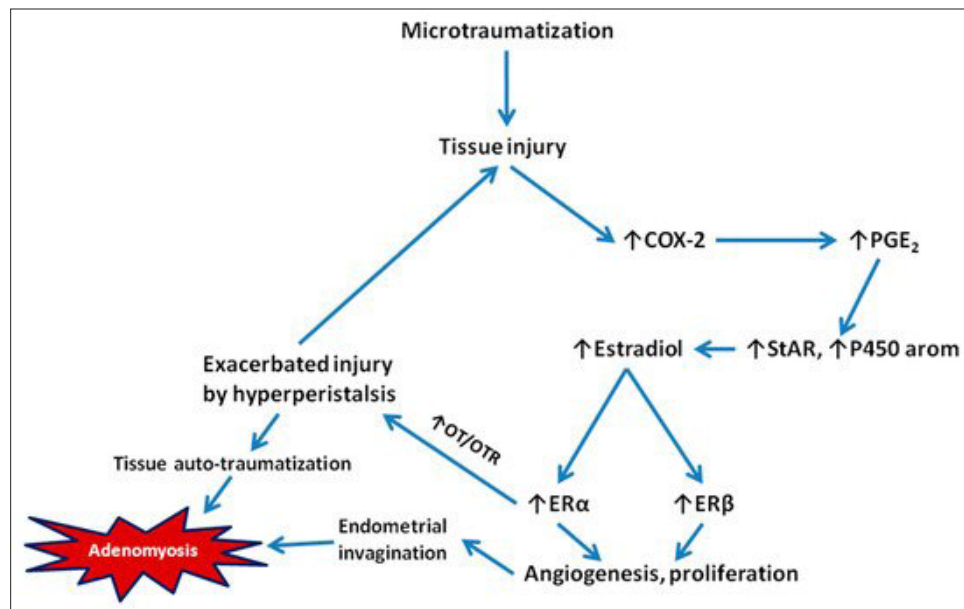 Microtraumatization
Tissue injury
↑COX-2
↑PGE₂
↑StAR, ↑P450 arom
↑Estradiol
Exacerbated injury
by hyperperistalsis
↑OT/OTR
Tissue auto-traumatization
↑ERα
↑ERβ
Endometrial
invagination
Adenomyosis
Angiogenesis, proliferation